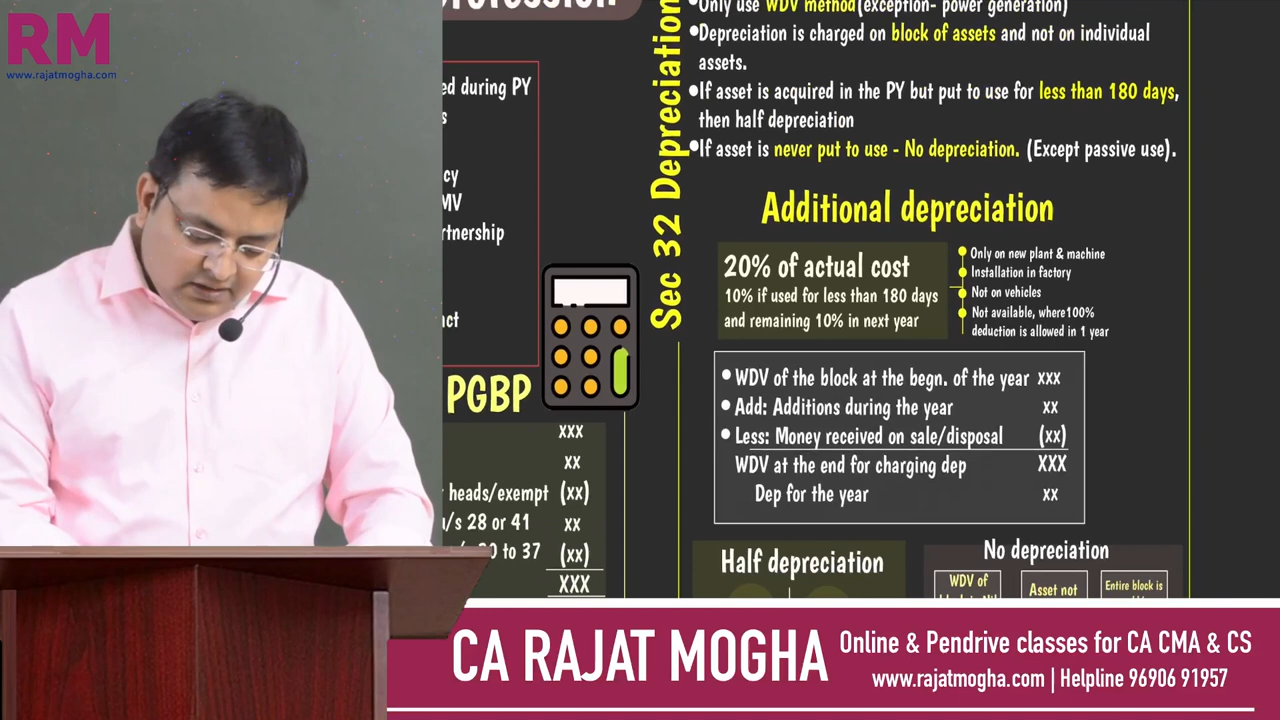 RM
www.rajatmogha.com
ed during PY
cy
MV
rtnership
PGBP
xxx
xx
heads/exempt (xx)
u/s 28 or 41 xx
to 37 (xx)
XXX
Sec 32 Depreciation
•Only use WDV method(exception- power generation)
•Depreciation is charged on block of assets and not on individual
assets.
•If asset is acquired in the PY but put to use for less than 180 days,
then half depreciation
•If asset is never put to use - No depreciation. (Except passive use).
Additional depreciation
20% of actual cost
10% if used for less than 180 days
and remaining 10% in next year
Only on new plant & machine
Installation in factory
Not on vehicles
Not available, where100%
deduction is allowed in 1 year
• WDV of the block at the begn. of the year xxx
• Add: Additions during the year xx
• Less: Money received on sale/disposal (xx)
WDV at the end for charging dep XXX
Dep for the year xx
Half depreciation
No depreciation
WDV of
Asset not
Entire block is
CA RAJAT MOGHA
Online & Pendrive classes for CA CMA & CS
www.rajatmogha.com | Helpline 96906 91957